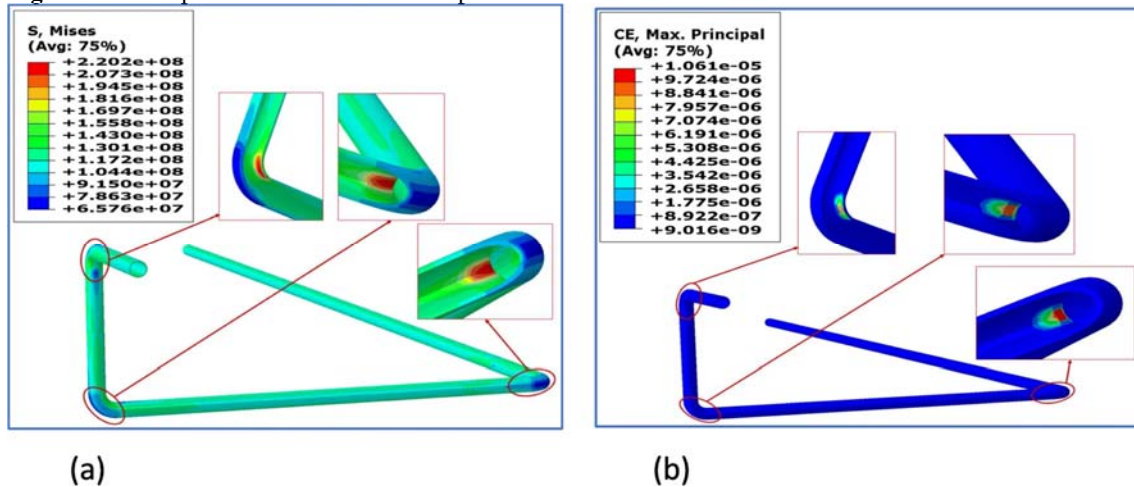 S, Mises
(Avg: 75%)
+2.202e+08
+2.073e+08
+1.945e+08
+1.816e+08
+1.697e+08
+1.558e+08
+1.430e+08
+1.301e+08
+1.172e+08
+1.044e+08
+9.150e+07
+7.863e+07
+6.576e+07
CE, Max. Principal
(Avg: 75%)
+1.061e-05
+9.724e-06
+8.841e-06
+7.957e-06
+7.074e-06
+6.191e-06
+5.308e-06
+4.425e-06
+3.542e-06
+2.658e-06
+1.775e-06
+8.922e-07
+9.016e-09
(a)
(b)